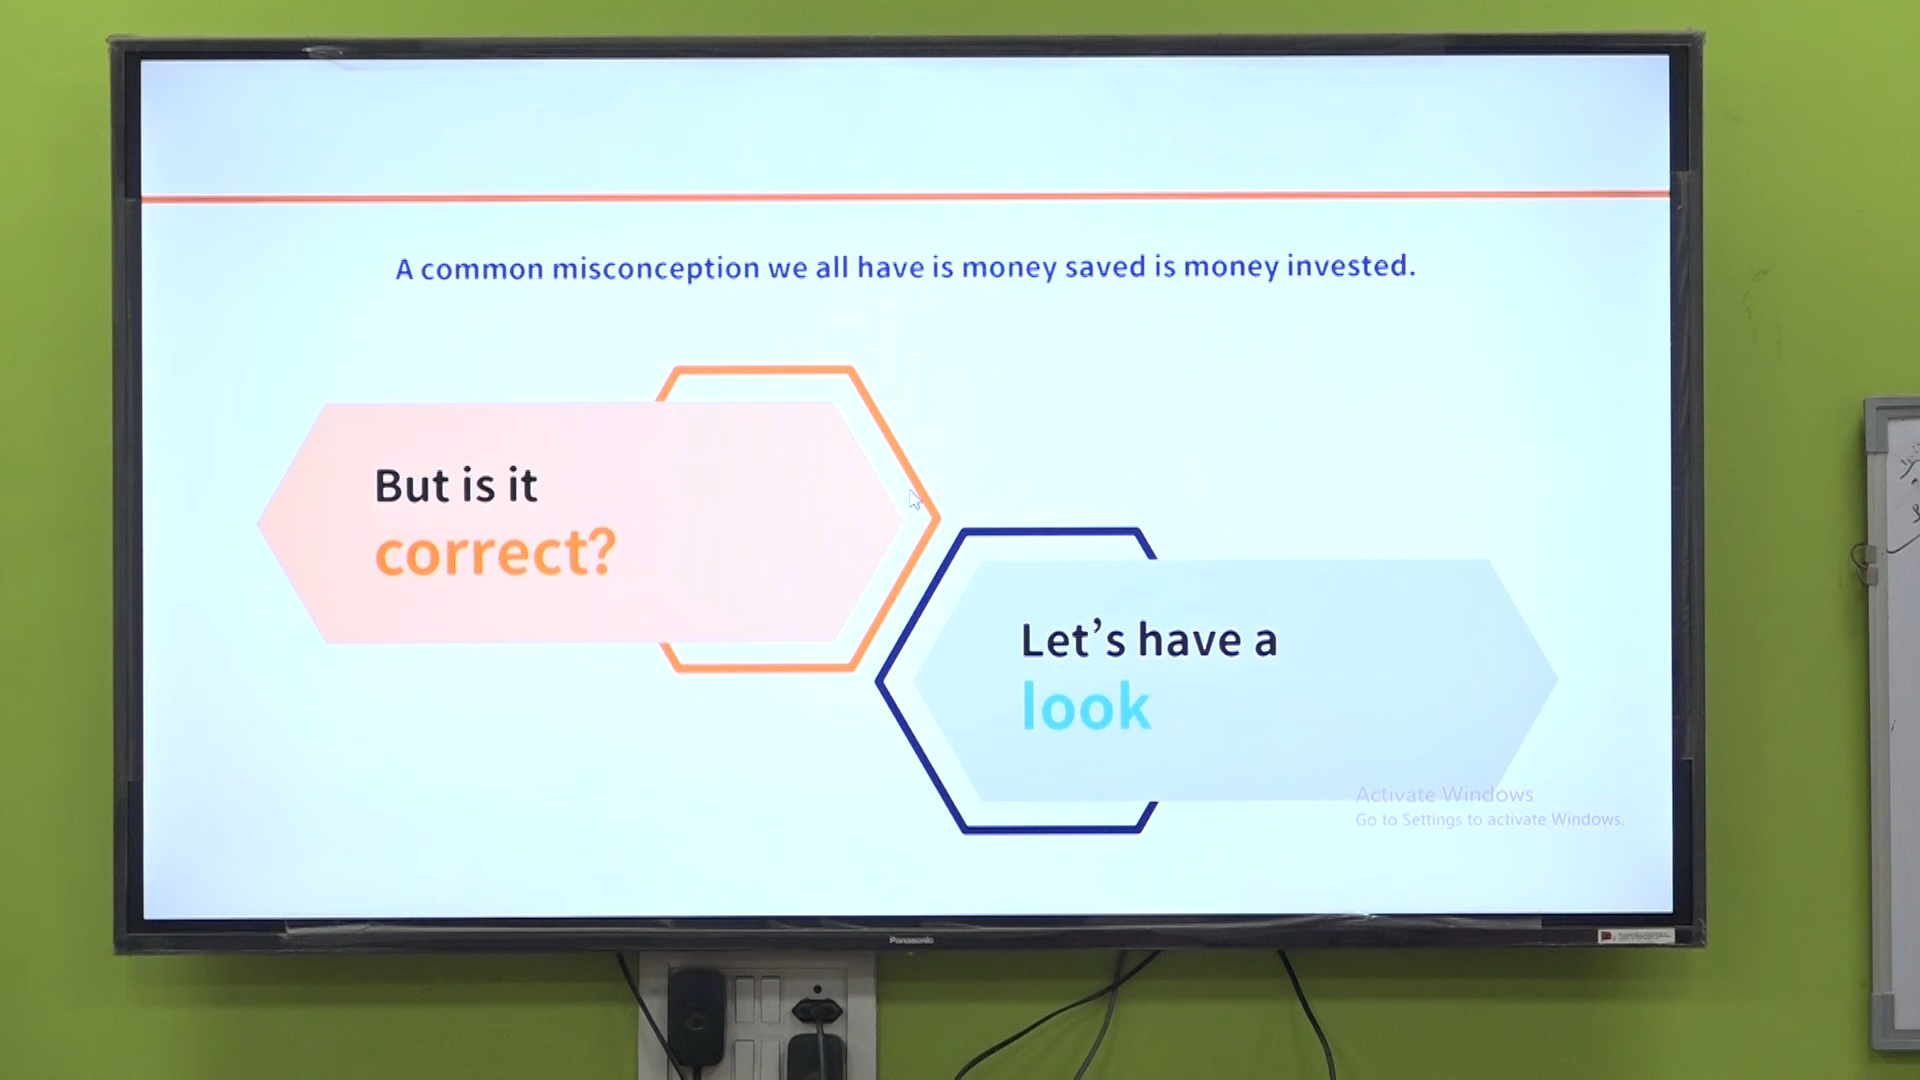 A common misconception we all have is money saved is money invested.
But is it
correct?
Let's have a
look
Activate Windows
Go to Settings to activate Windows.
Panasonic